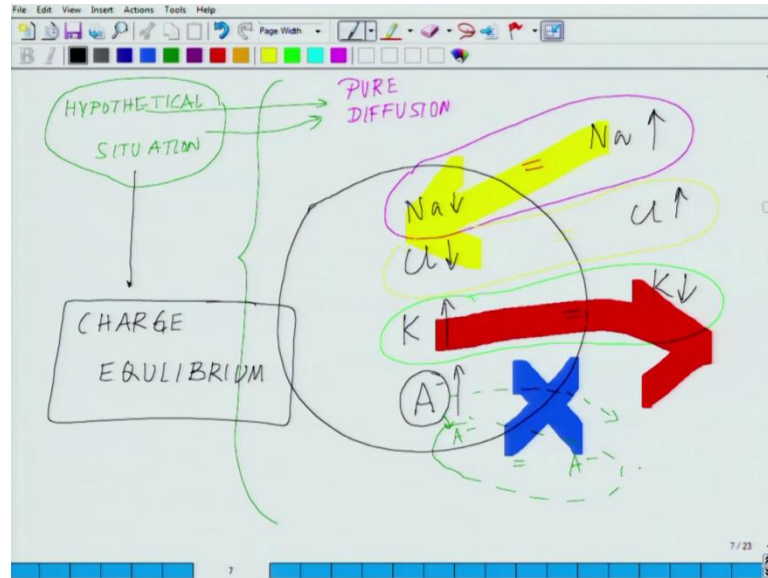 File Edit View Insert Actions Tools Help
Page Width
B I
HYPOTHETICAL
SITUATION
PURE
DIFFUSION
Na ↑
=
Na ↓
Cl ↑
=
Cl ↓
K ↓
K ↑
=
CHARGE
EQULIBRIUM
A⁻ ↑
A⁻
=
A⁻
7/23
7